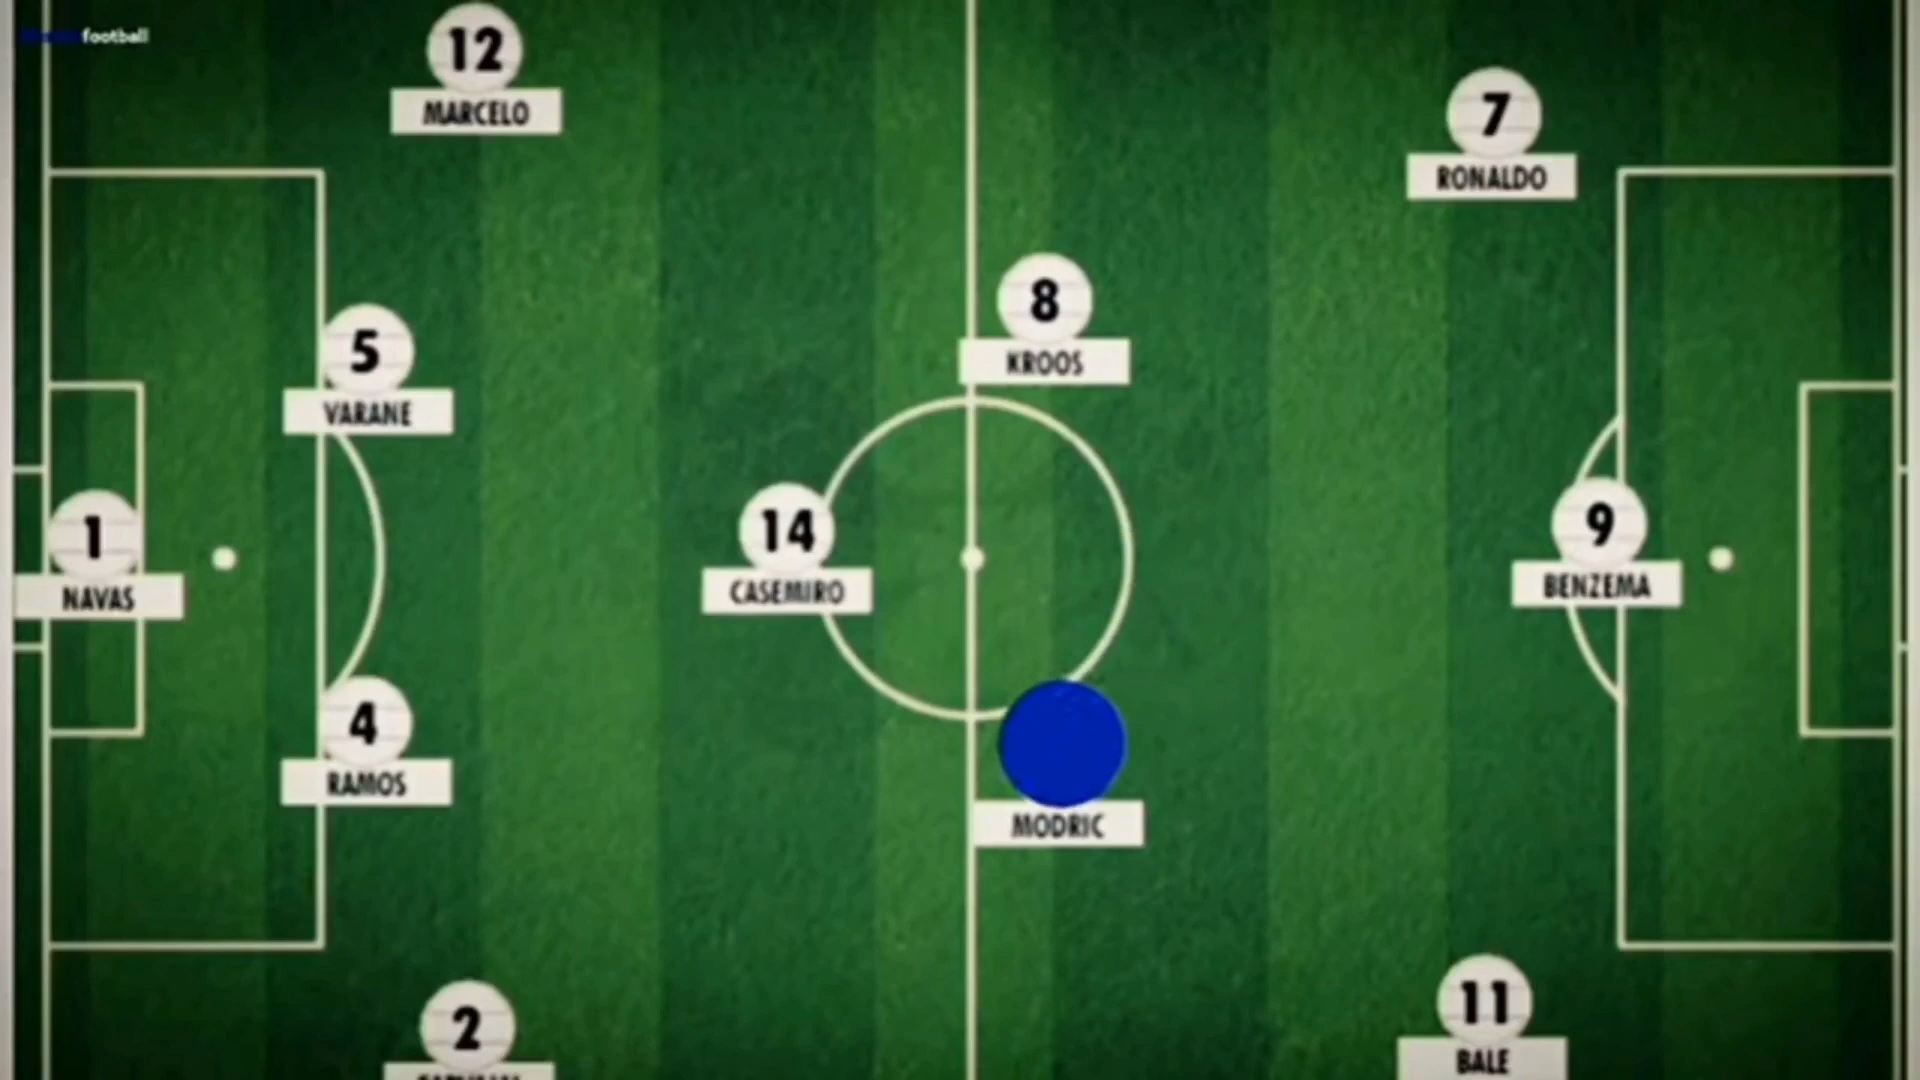 football
12
MARCELO
7
RONALDO
8
KROOS
5
VARANE
1
NAVAS
14
CASEMIRO
9
BENZEMA
4
RAMOS
MODRIC
2
11
BALE